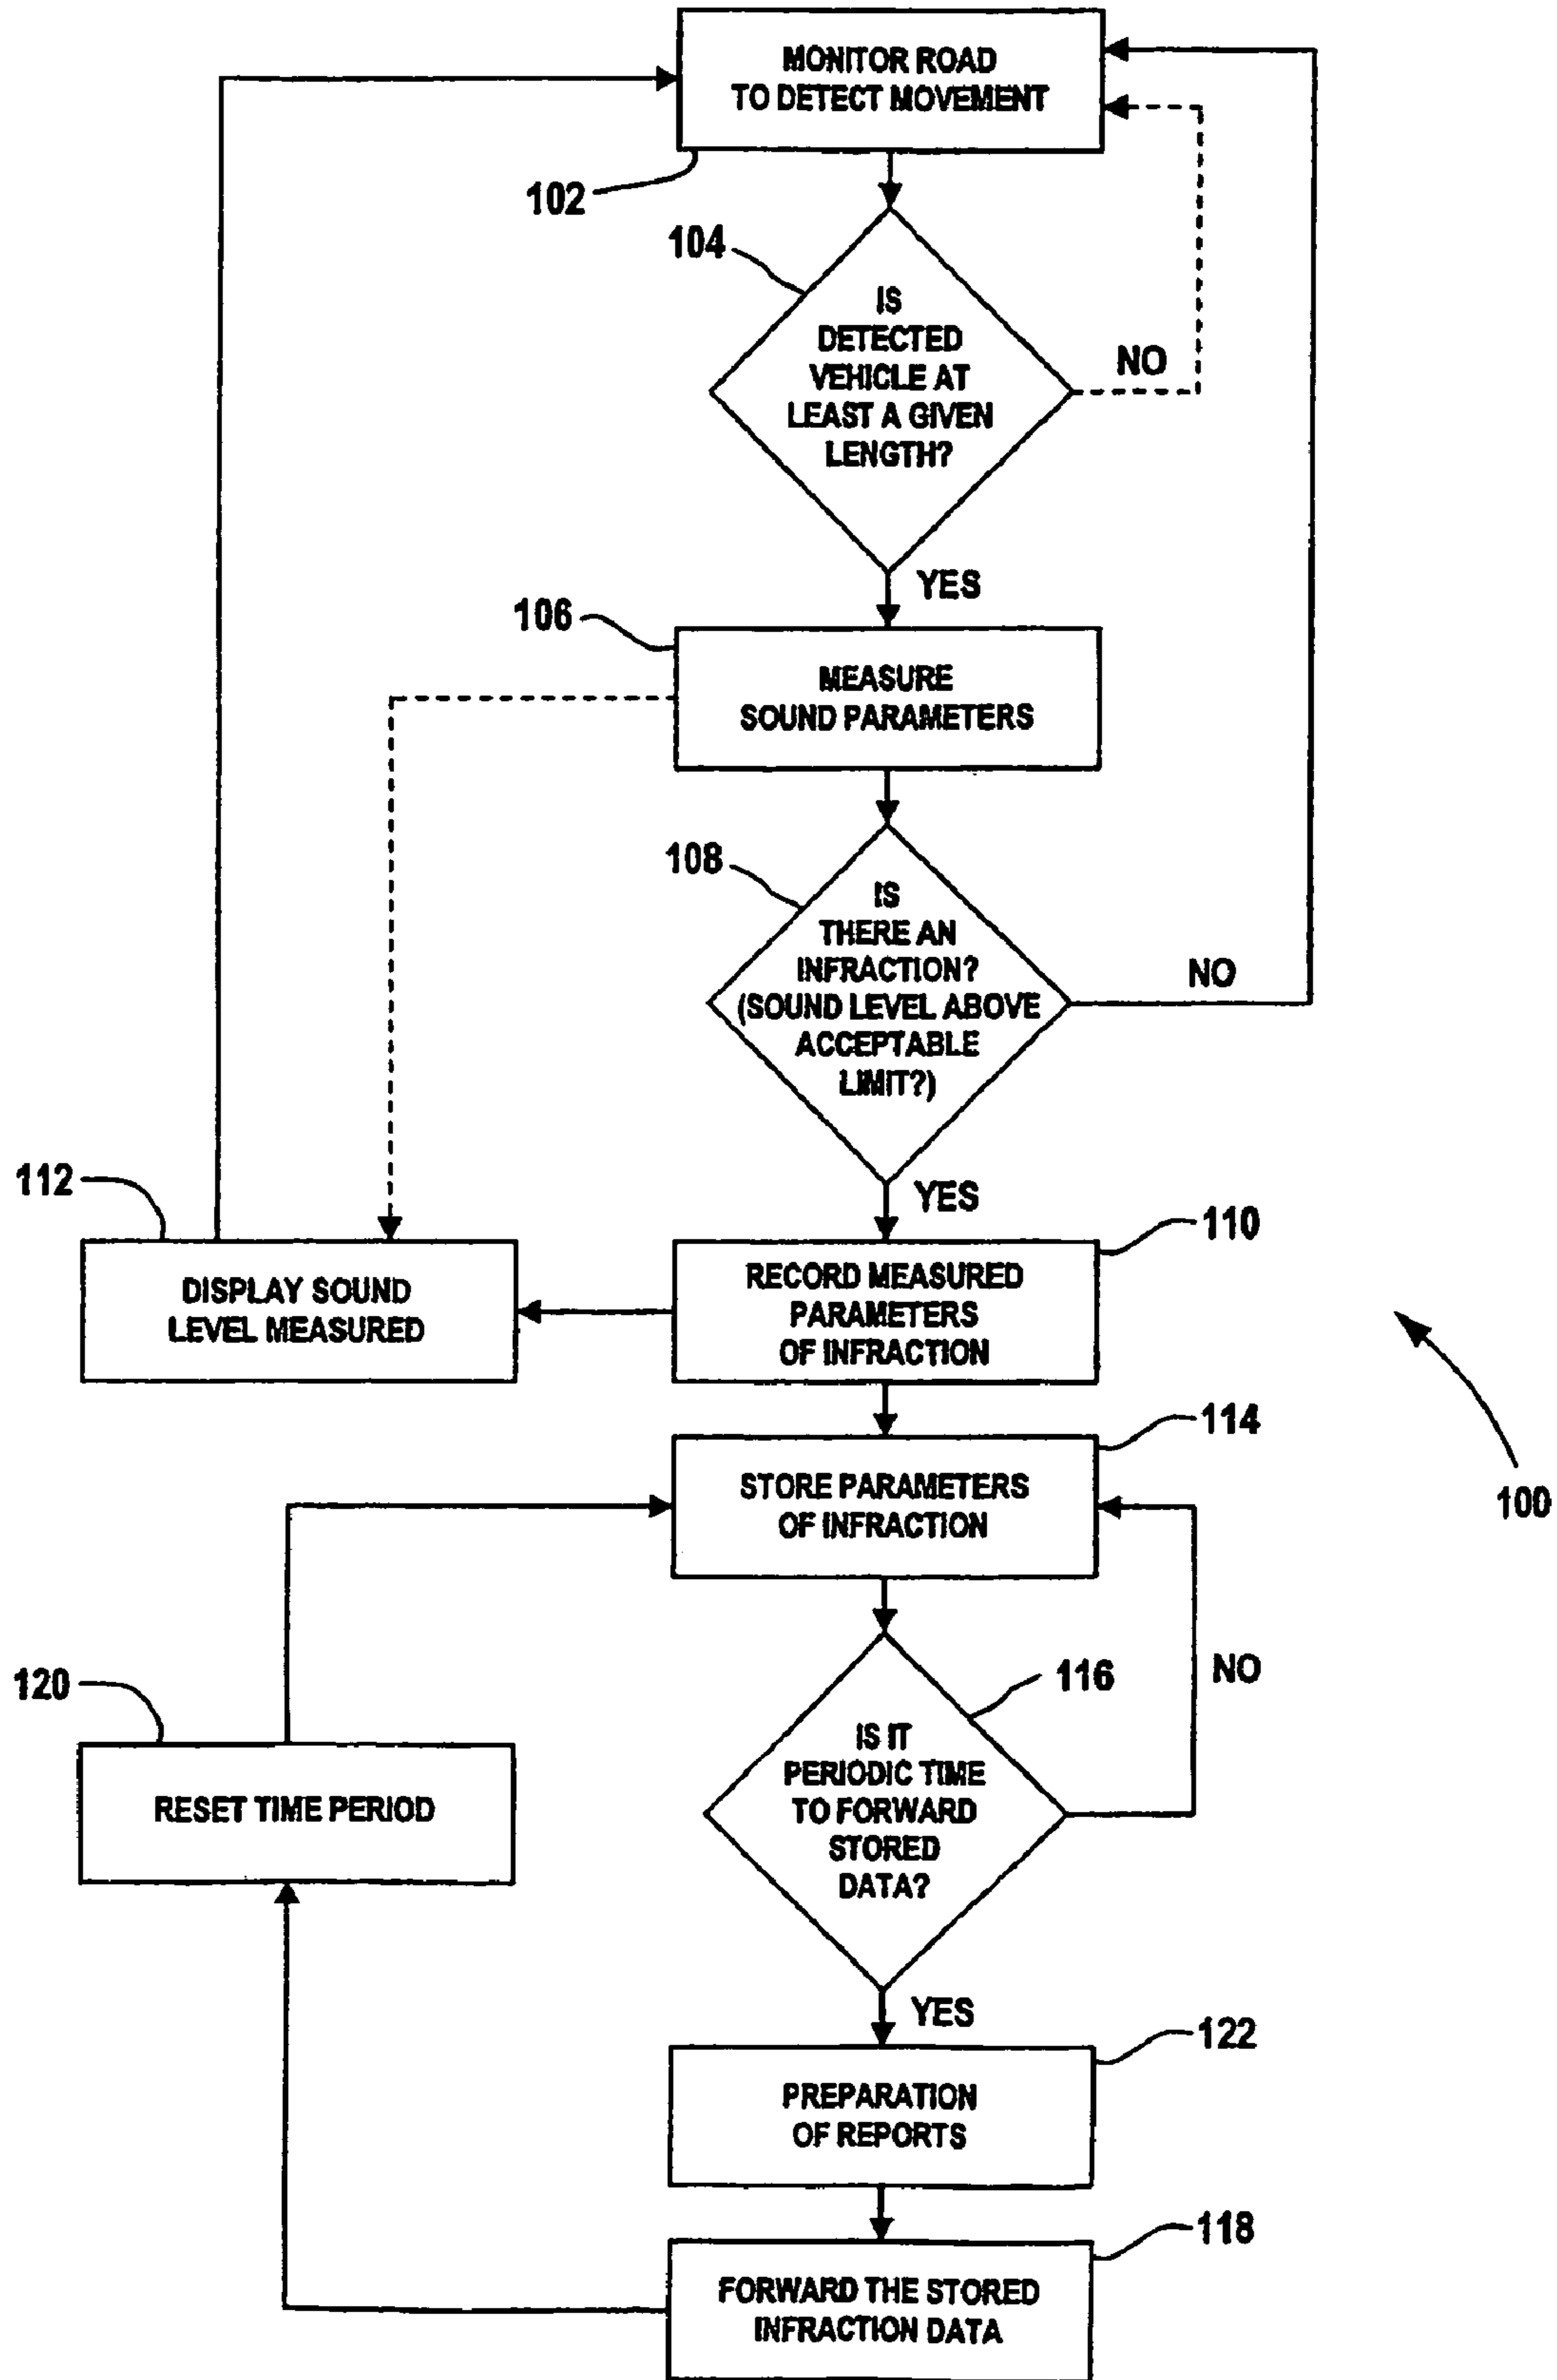 MONITOR ROAD
TO DETECT MOVEMENT
102
104
IS
DETECTED
VEHICLE AT
LEAST A GIVEN
LENGTH?
NO
YES
106
MEASURE
SOUND PARAMETERS
108
IS
THERE AN
INFRACTION?
(SOUND LEVEL ABOVE
ACCEPTABLE
LIMIT?)
NO
YES
112
DISPLAY SOUND
LEVEL MEASURED
110
RECORD MEASURED
PARAMETERS
OF INFRACTION
114
STORE PARAMETERS
OF INFRACTION
100
116
IS IT
PERIODIC TIME
TO FORWARD
STORED
DATA?
NO
120
RESET TIME PERIOD
YES
122
PREPARATION
OF REPORTS
118
FORWARD THE STORED
INFRACTION DATA